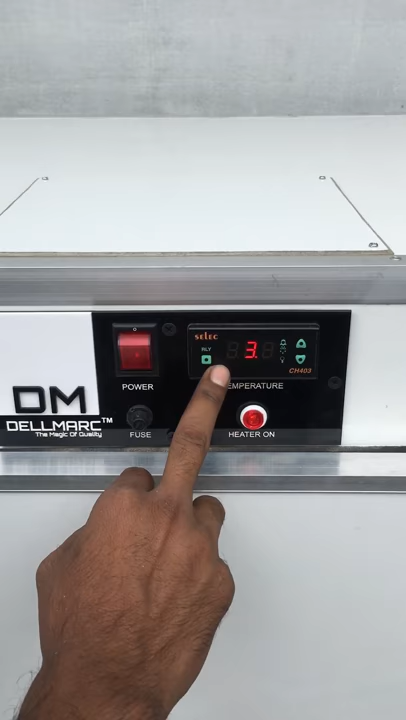 selec
RLY
3.
CH403
POWER
TEMPERATURE
DM
DELLMARC™
The Magic Of Quality
FUSE
HEATER ON